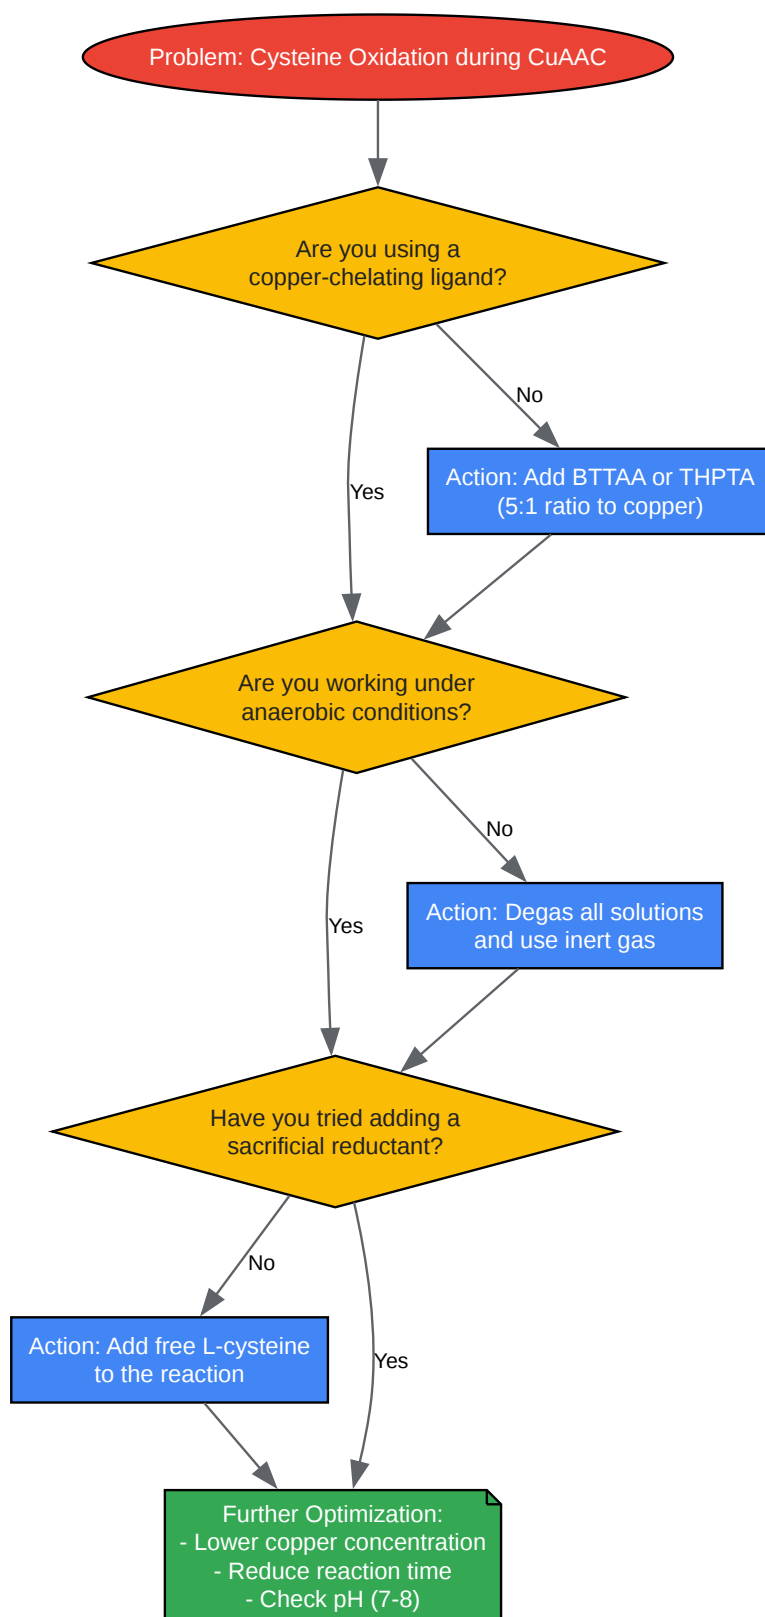 Problem: Cysteine Oxidation during CuAAC
Are you using a
copper-chelating ligand?
No
Action: Add BTTAA or THPTA
(5:1 ratio to copper)
Yes
Are you working under
anaerobic conditions?
No
Action: Degas all solutions
and use inert gas
Yes
Have you tried adding a
sacrificial reductant?
No
Action: Add free L-cysteine
to the reaction
Yes
Further Optimization:
- Lower copper concentration
- Reduce reaction time
- Check pH (7-8)